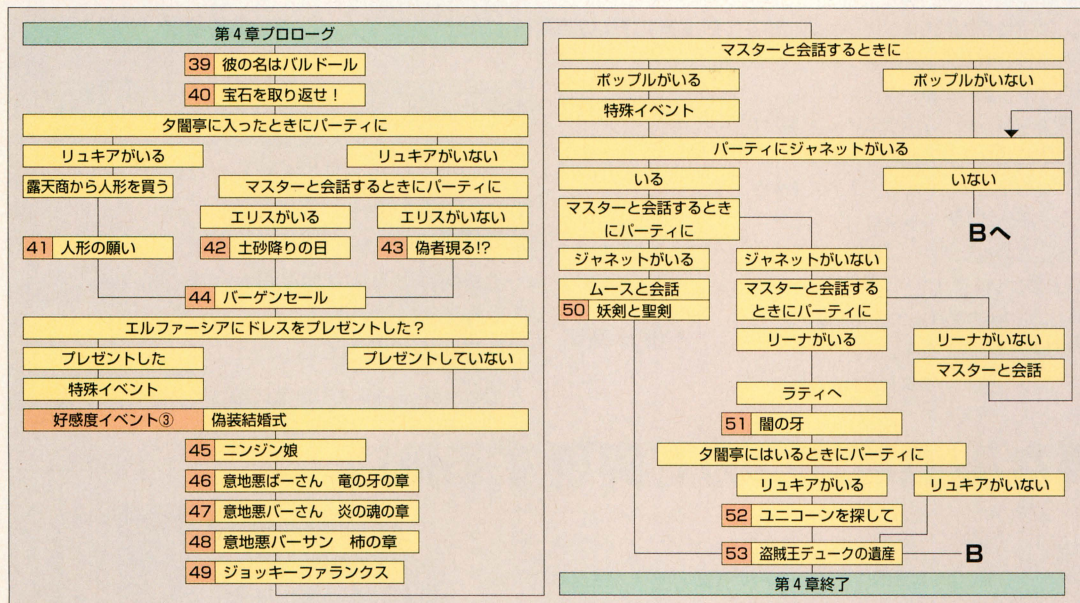 第4章プロローグ
39 彼の名はバルドール
40 宝石を取り返せ！
夕闇亭に入ったときにパーティに
リュキアがいる
リュキアがいない
露天商から人形を買う
マスターと会話するときにパーティに
エリスがいる
エリスがいない
41 人形の願い
42 土砂降りの日
43 偽者現る!?
44 バーゲンセール
エルファーシアにドレスをプレゼントした？
プレゼントした
プレゼントしていない
特殊イベント
好感度イベント③ 偽装結婚式
45 ニンジン娘
46 意地悪ばーさん 竜の牙の章
47 意地悪バーさん 炎の魂の章
48 意地悪バーサン 柿の章
49 ジョッキーファランクス
マスターと会話するときに
ポップルがいる
ポップルがいない
特殊イベント
パーティにジャネットがいる
いる
いない
マスターと会話するとき
にパーティに
Bへ
ジャネットがいる
ジャネットがいない
ムースと会話
50 妖剣と聖剣
マスターと会話する
ときにパーティに
リーナがいる
リーナがいない
マスターと会話
ラティへ
51 闇の牙
夕闇亭にはいるときにパーティに
リュキアがいる
リュキアがいない
52 ユニコーンを探して
53 盗賊王デュークの遺産
B
第4章終了